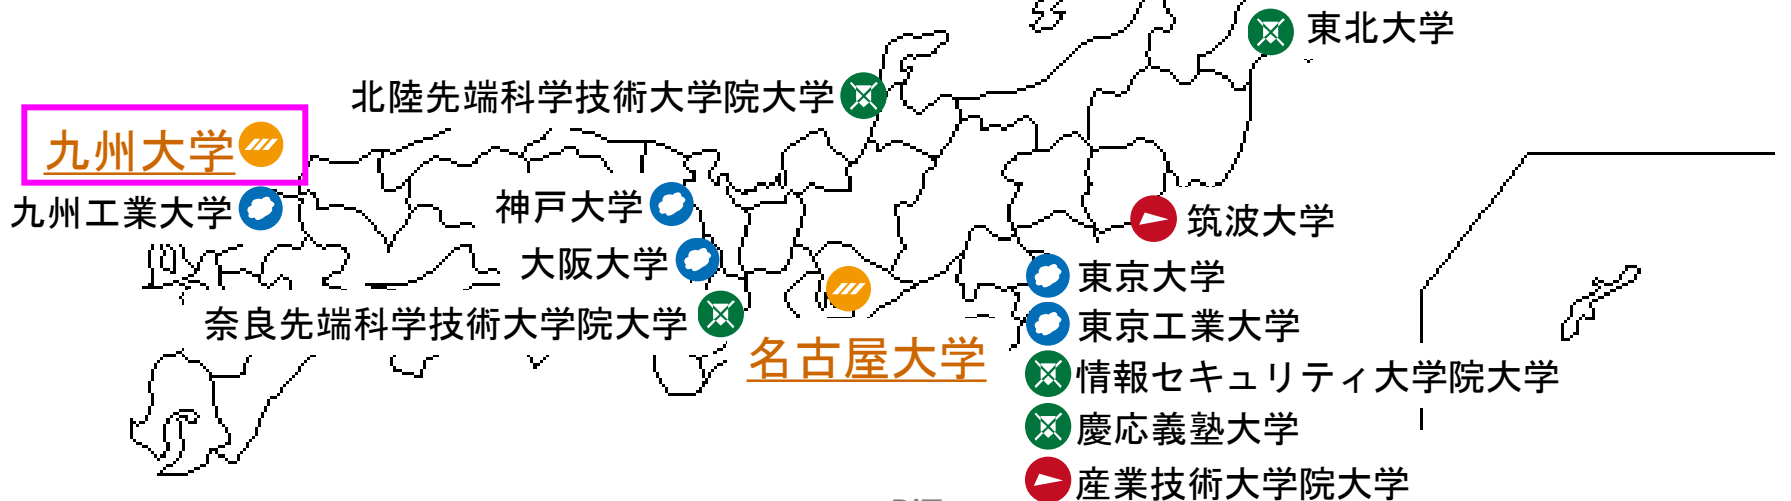 東北大学
北陸先端科学技術大学院大学
九州大学
九州工業大学
神戸大学
筑波大学
大阪大学
東京大学
奈良先端科学技術大学院大学
東京工業大学
名古屋大学
情報セキュリティ大学院大学
慶応義塾大学
産業技術大学院大学